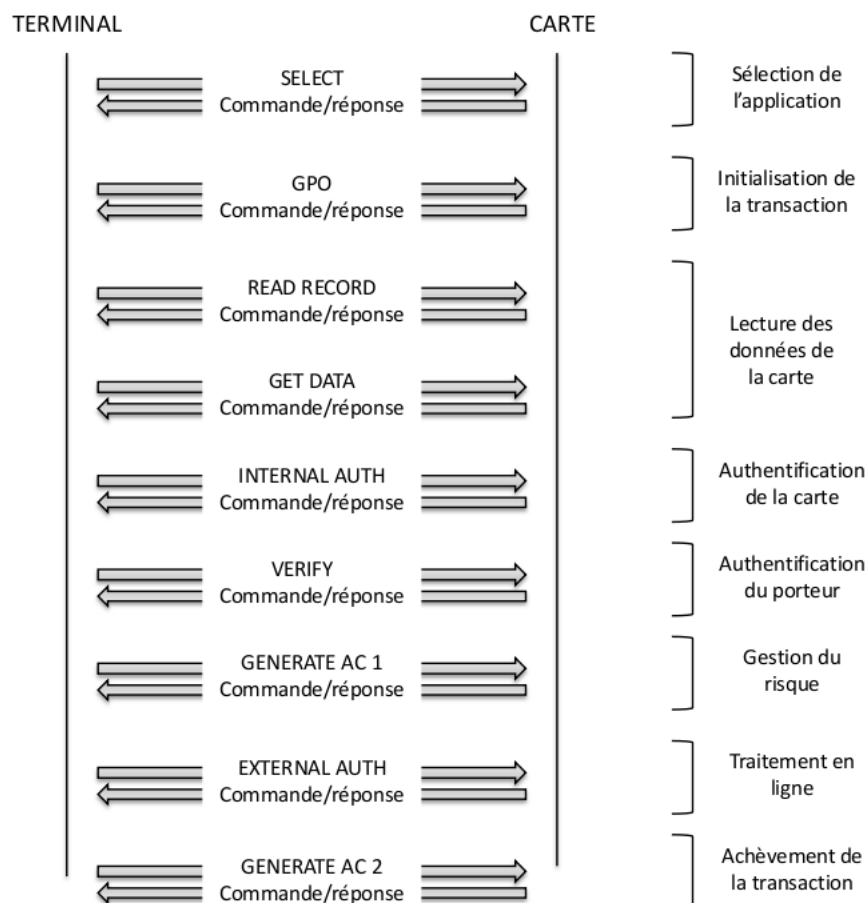 TERMINAL
CARTE
SELECT
Commande/réponse
Sélection de
l’application
GPO
Commande/réponse
Initialisation de
la transaction
READ RECORD
Commande/réponse
GET DATA
Commande/réponse
Lecture des
données de
la carte
INTERNAL AUTH
Commande/réponse
Authentification
de la carte
VERIFY
Commande/réponse
Authentification
du porteur
GENERATE AC 1
Commande/réponse
Gestion du
risque
EXTERNAL AUTH
Commande/réponse
Traitement en
ligne
GENERATE AC 2
Commande/réponse
Achèvement de
la transaction